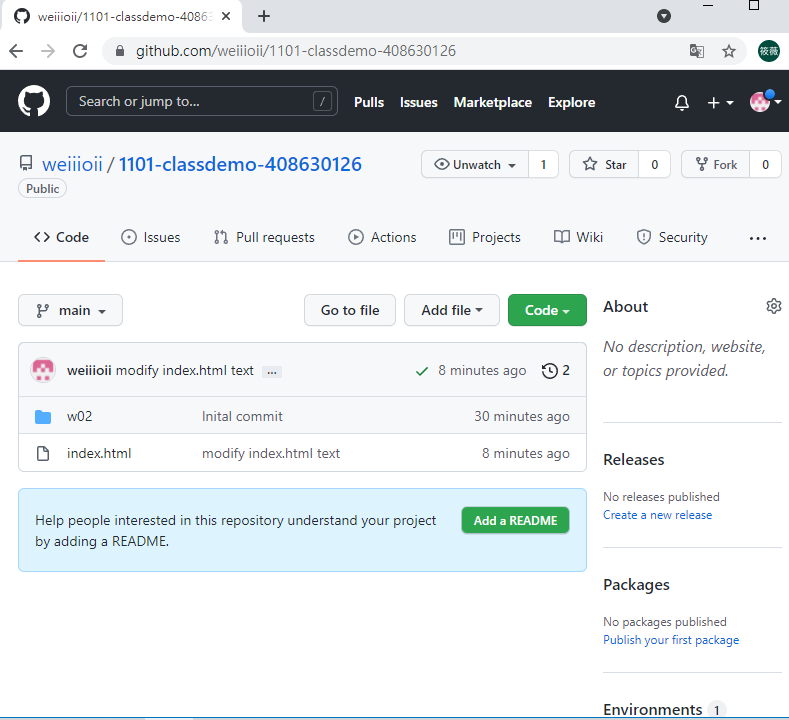 weiiioii/1101-classdemo-4086
github.com/weiiioii/1101-classdemo-408630126
筱薇
Search or jump to... /
Pulls Issues Marketplace Explore
weiiioii / 1101-classdemo-408630126
Public
Unwatch 1 Star 0 Fork 0
Code Issues Pull requests Actions Projects Wiki Security ...
main Go to file Add file Code
weiiioii modify index.html text ... 8 minutes ago 2
w02 Inital commit 30 minutes ago
index.html modify index.html text 8 minutes ago
Help people interested in this repository understand your project
by adding a README.
Add a README
About
No description, website,
or topics provided.
Releases
No releases published
Create a new release
Packages
No packages published
Publish your first package
Environments 1